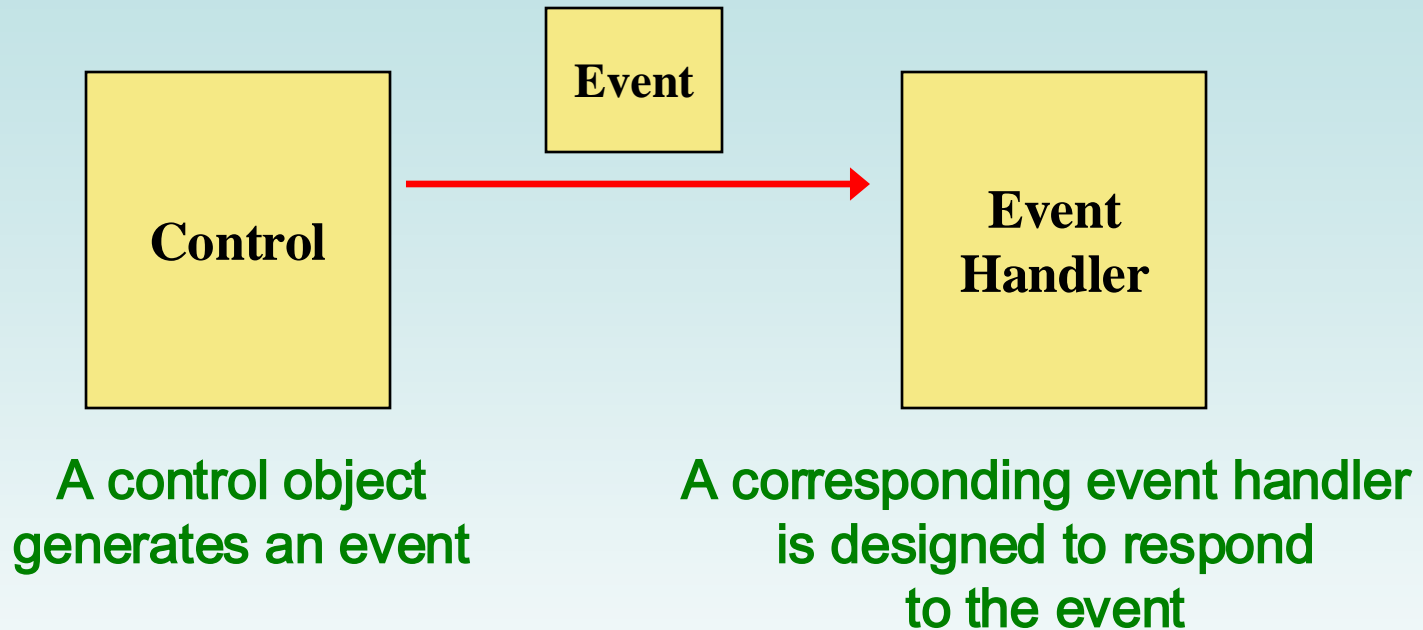 Event
Control
Event
Handler
A control object
generates an event
A corresponding event handler
is designed to respond
to the event